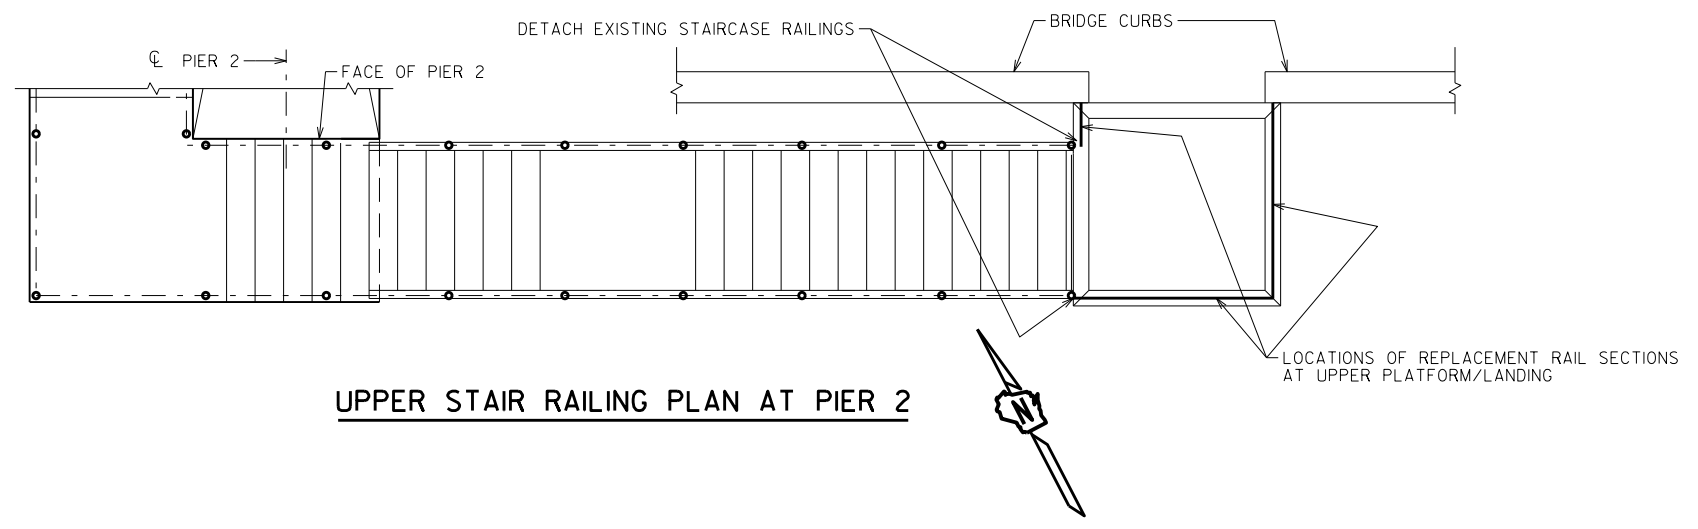 BRIDGE CURBS
DETACH EXISTING STAIRCASE RAILINGS
℄ PIER 2
FACE OF PIER 2
LOCATIONS OF REPLACEMENT RAIL SECTIONS
AT UPPER PLATFORM/LANDING
UPPER STAIR RAILING PLAN AT PIER 2
N